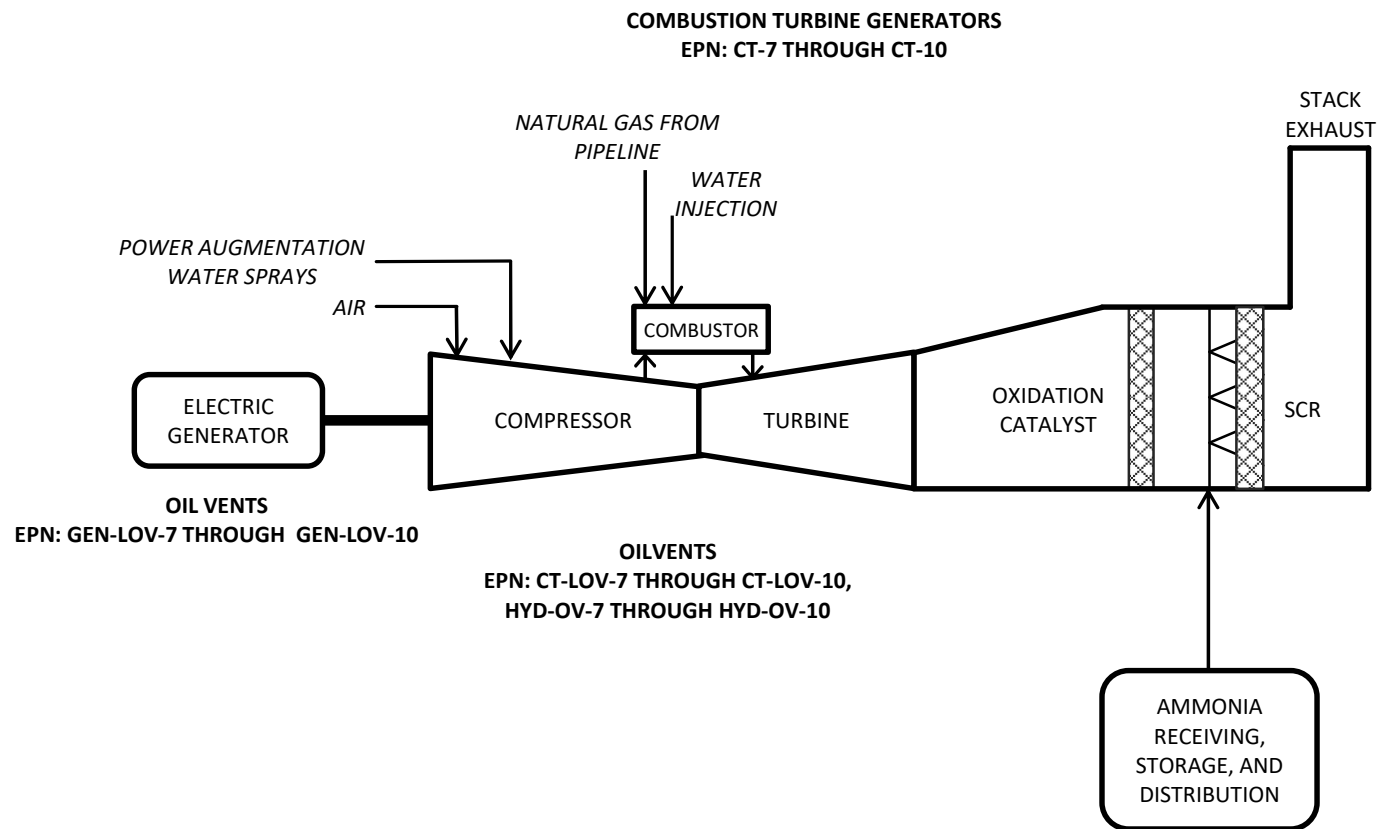 COMBUSTION TURBINE GENERATORS
EPN: CT-7 THROUGH CT-10
STACK
EXHAUST
NATURAL GAS FROM
PIPELINE
WATER
INJECTION
POWER AUGMENTATION
WATER SPRAYS
AIR
COMBUSTOR
ELECTRIC
GENERATOR
COMPRESSOR
TURBINE
OXIDATION
CATALYST
SCR
OIL VENTS
EPN: GEN-LOV-7 THROUGH GEN-LOV-10
OILVENTS
EPN: CT-LOV-7 THROUGH CT-LOV-10,
HYD-OV-7 THROUGH HYD-OV-10
AMMONIA
RECEIVING,
STORAGE, AND
DISTRIBUTION